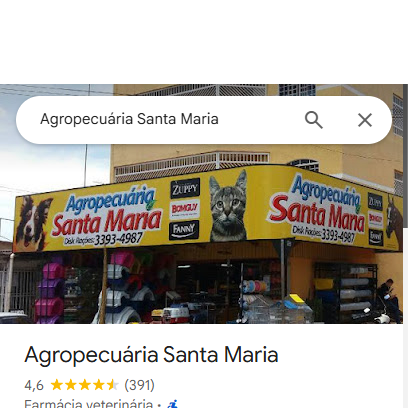 Agropecuária Santa Maria
Agropecuária
Santa Maria
Disk Rações: 3393-4987
ZUPPY
BOMGUY
FANNY
Agropecuária
Santa Maria
Disk Rações: 3393-4987
Agropecuária Santa Maria
4,6 (391)
Farmácia veterinária ·